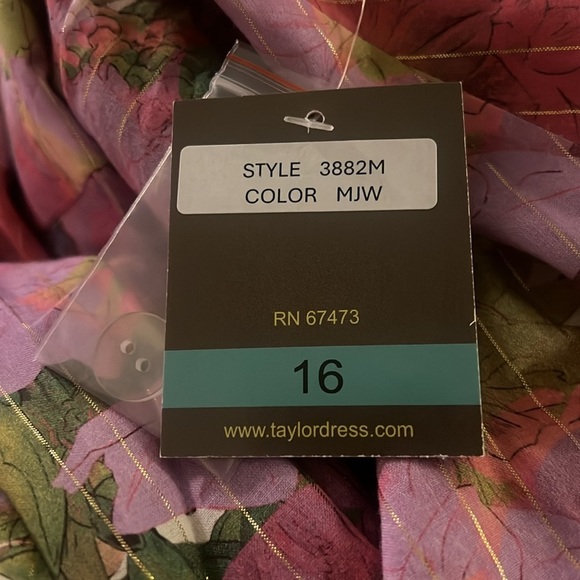 STYLE 3882M
COLOR MJW
RN 67473
16
www.taylordress.com